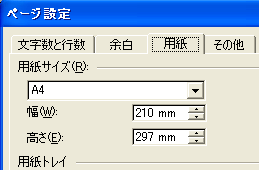 ページ設定
文字数と行数 余白 用紙 その他
用紙サイズ(R):
A4
幅(W): 210 mm
高さ(E): 297 mm
用紙トレイ